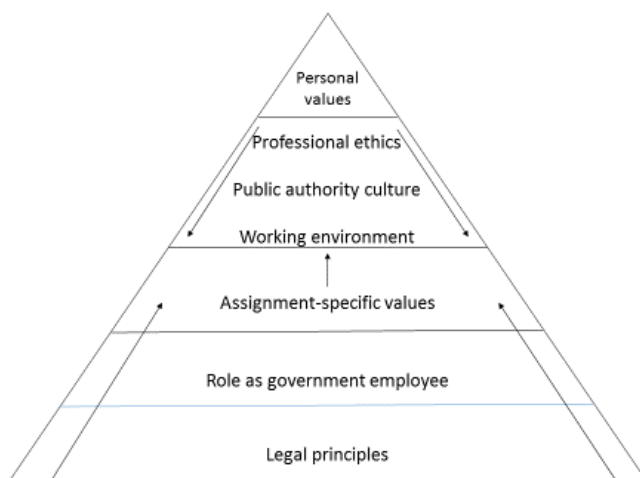 Personal
values
Professional ethics
Public authority culture
Working environment
Assignment-specific values
Role as government employee
Legal principles